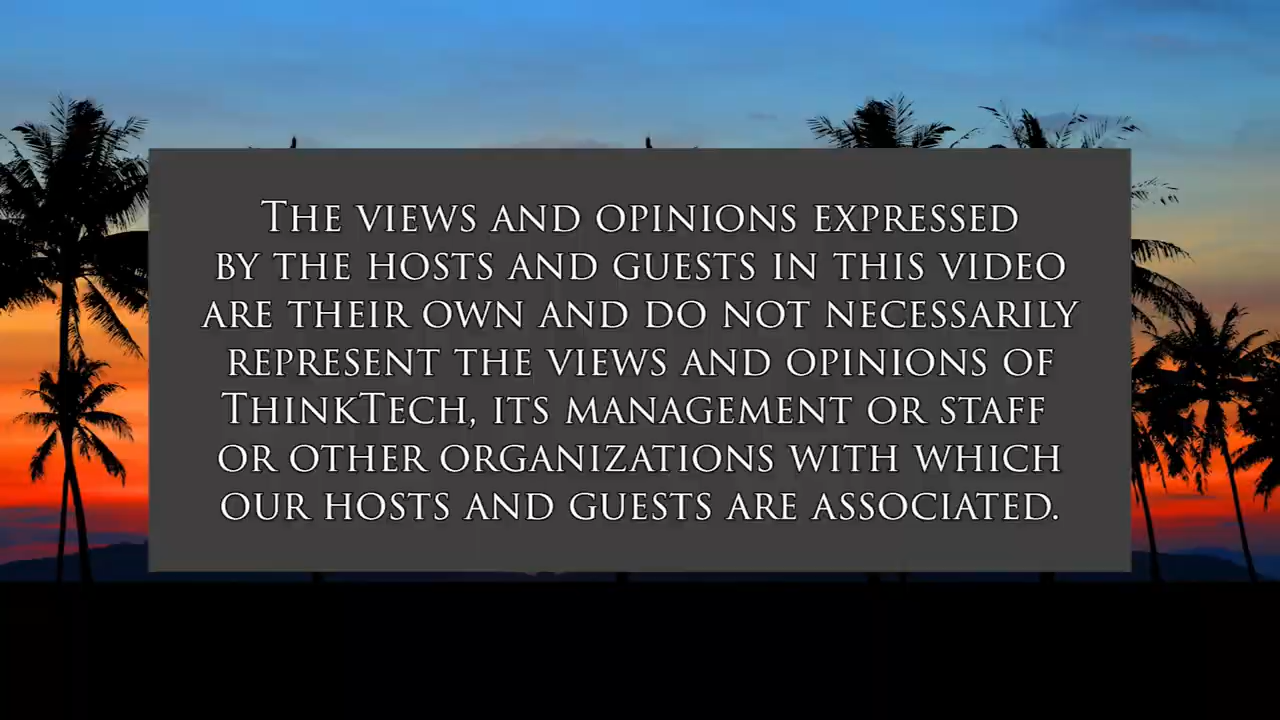 The views and opinions expressed
by the hosts and guests in this video
are their own and do not necessarily
represent the views and opinions of
ThinkTech, its management or staff
or other organizations with which
our hosts and guests are associated.